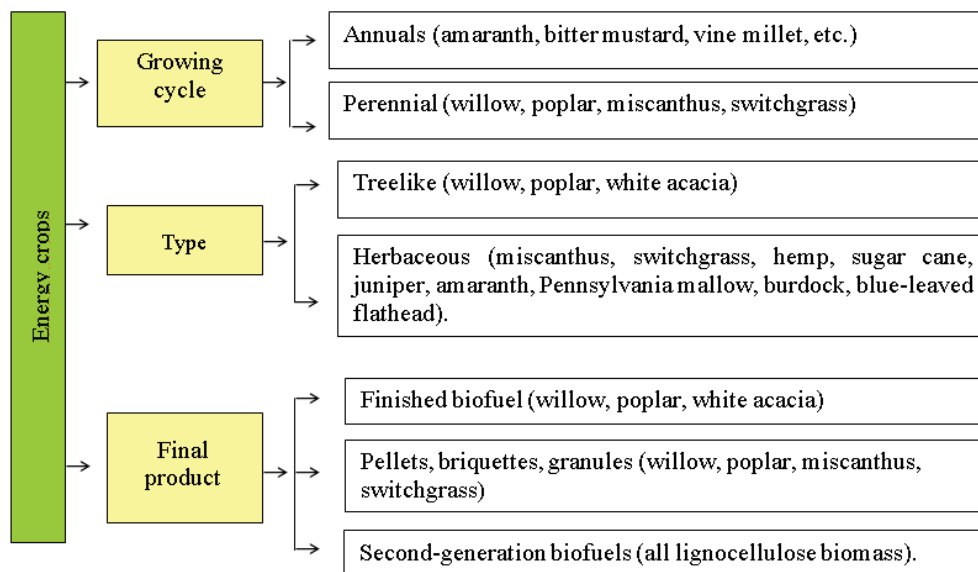 Energy crops
Growing
cycle
Annuals (amaranth, bitter mustard, vine millet, etc.)
Perennial (willow, poplar, miscanthus, switchgrass)
Type
Treelike (willow, poplar, white acacia)
Herbaceous (miscanthus, switchgrass, hemp, sugar cane,
juniper, amaranth, Pennsylvania mallow, burdock, blue-leaved
flathead).
Final
product
Finished biofuel (willow, poplar, white acacia)
Pellets, briquettes, granules (willow, poplar, miscanthus,
switchgrass)
Second-generation biofuels (all lignocellulose biomass).